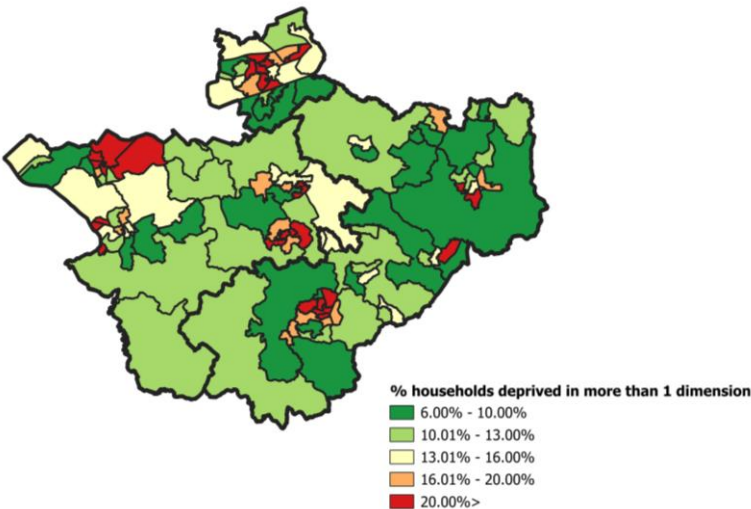 % households deprived in more than 1 dimension
6.00% - 10.00%
10.01% - 13.00%
13.01% - 16.00%
16.01% - 20.00%
20.00%>